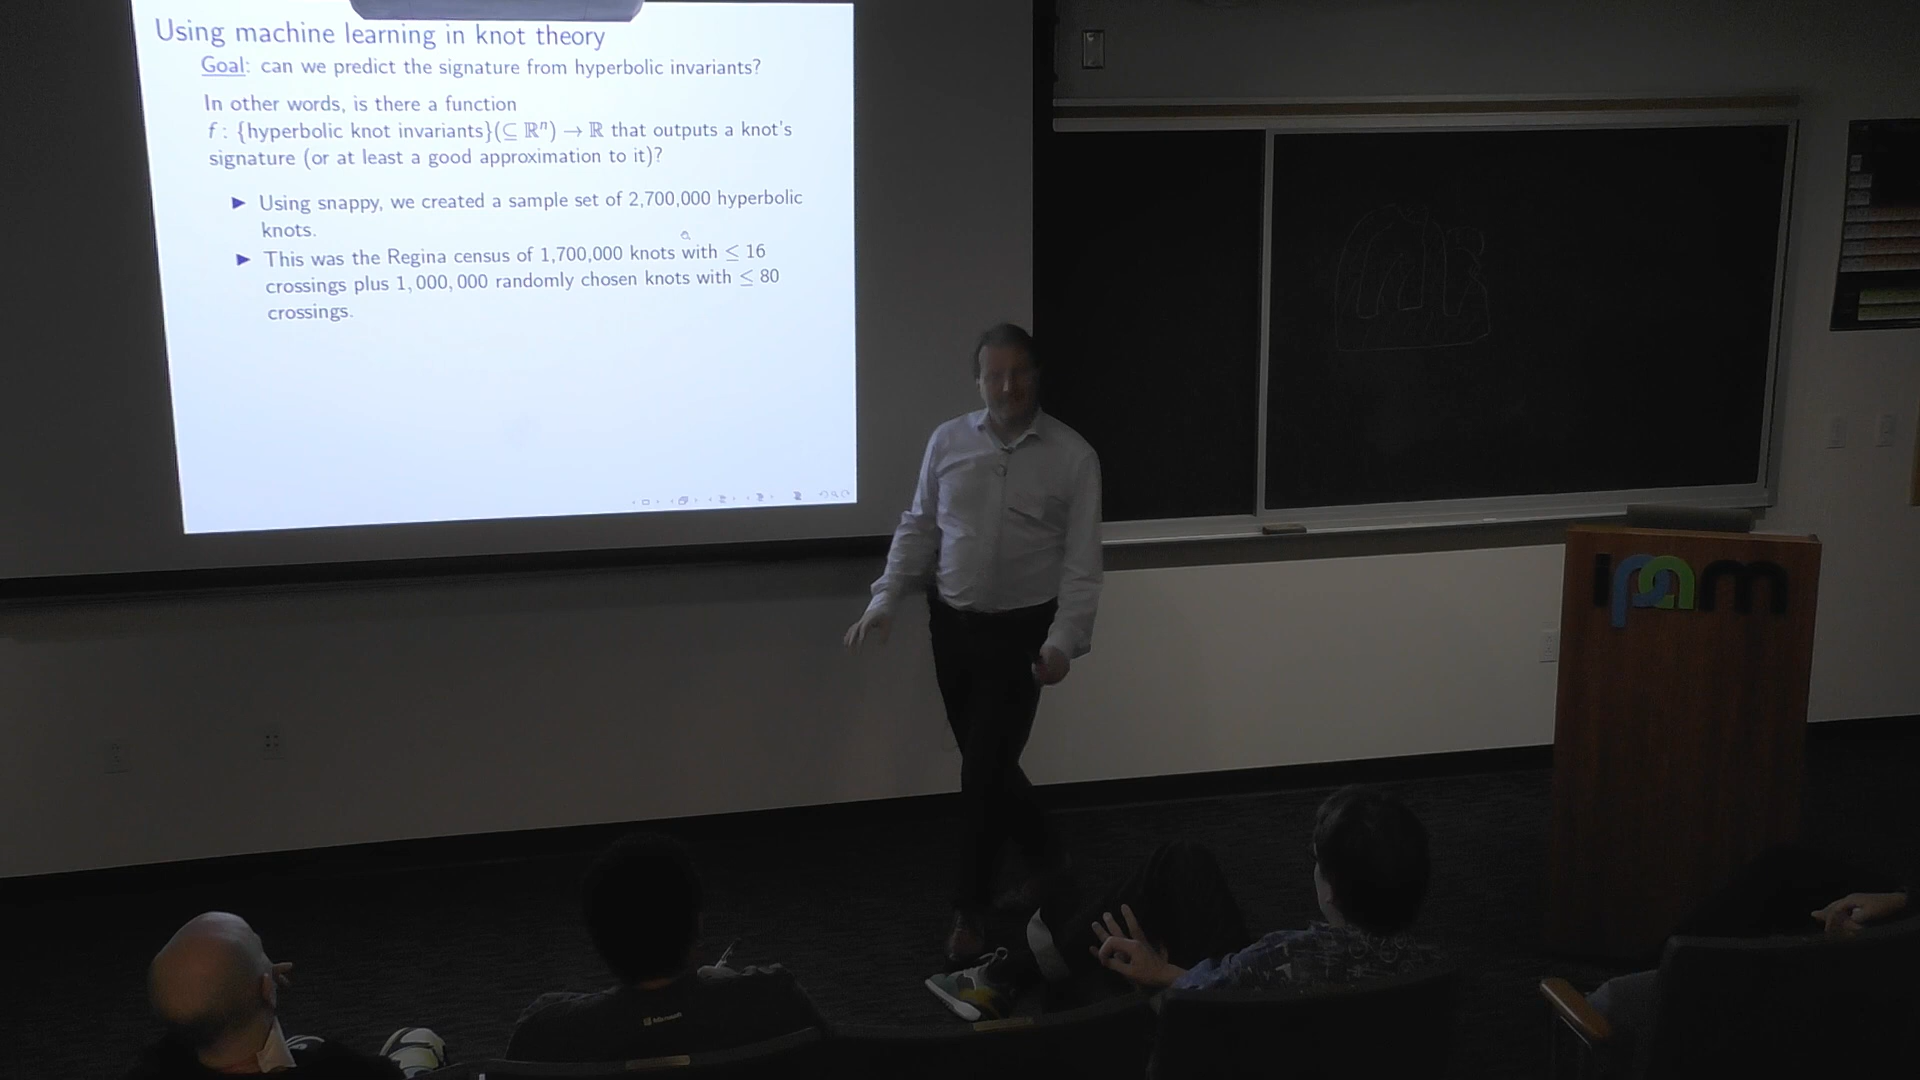 Using machine learning in knot theory
Goal: can we predict the signature from hyperbolic invariants?
In other words, is there a function
f : {hyperbolic knot invariants}(⊆ ℝⁿ) → ℝ that outputs a knot's
signature (or at least a good approximation to it)?
▶ Using snappy, we created a sample set of 2,700,000 hyperbolic
knots.
▶ This was the Regina census of 1,700,000 knots with ≤ 16
crossings plus 1,000,000 randomly chosen knots with ≤ 80
crossings.
ipam